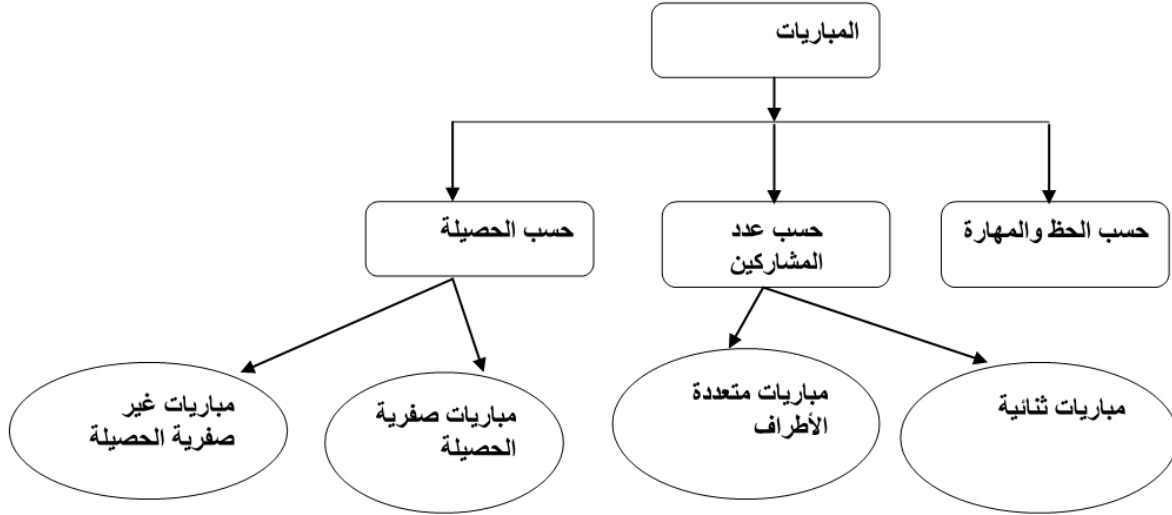 المباريات
حسب الحظ والمهارة
حسب عدد
المشاركين
حسب الحصيلة
مباريات ثنائية
مباريات متعددة
الأطراف
مباريات صفرية
الحصيلة
مباريات غير
صفرية الحصيلة